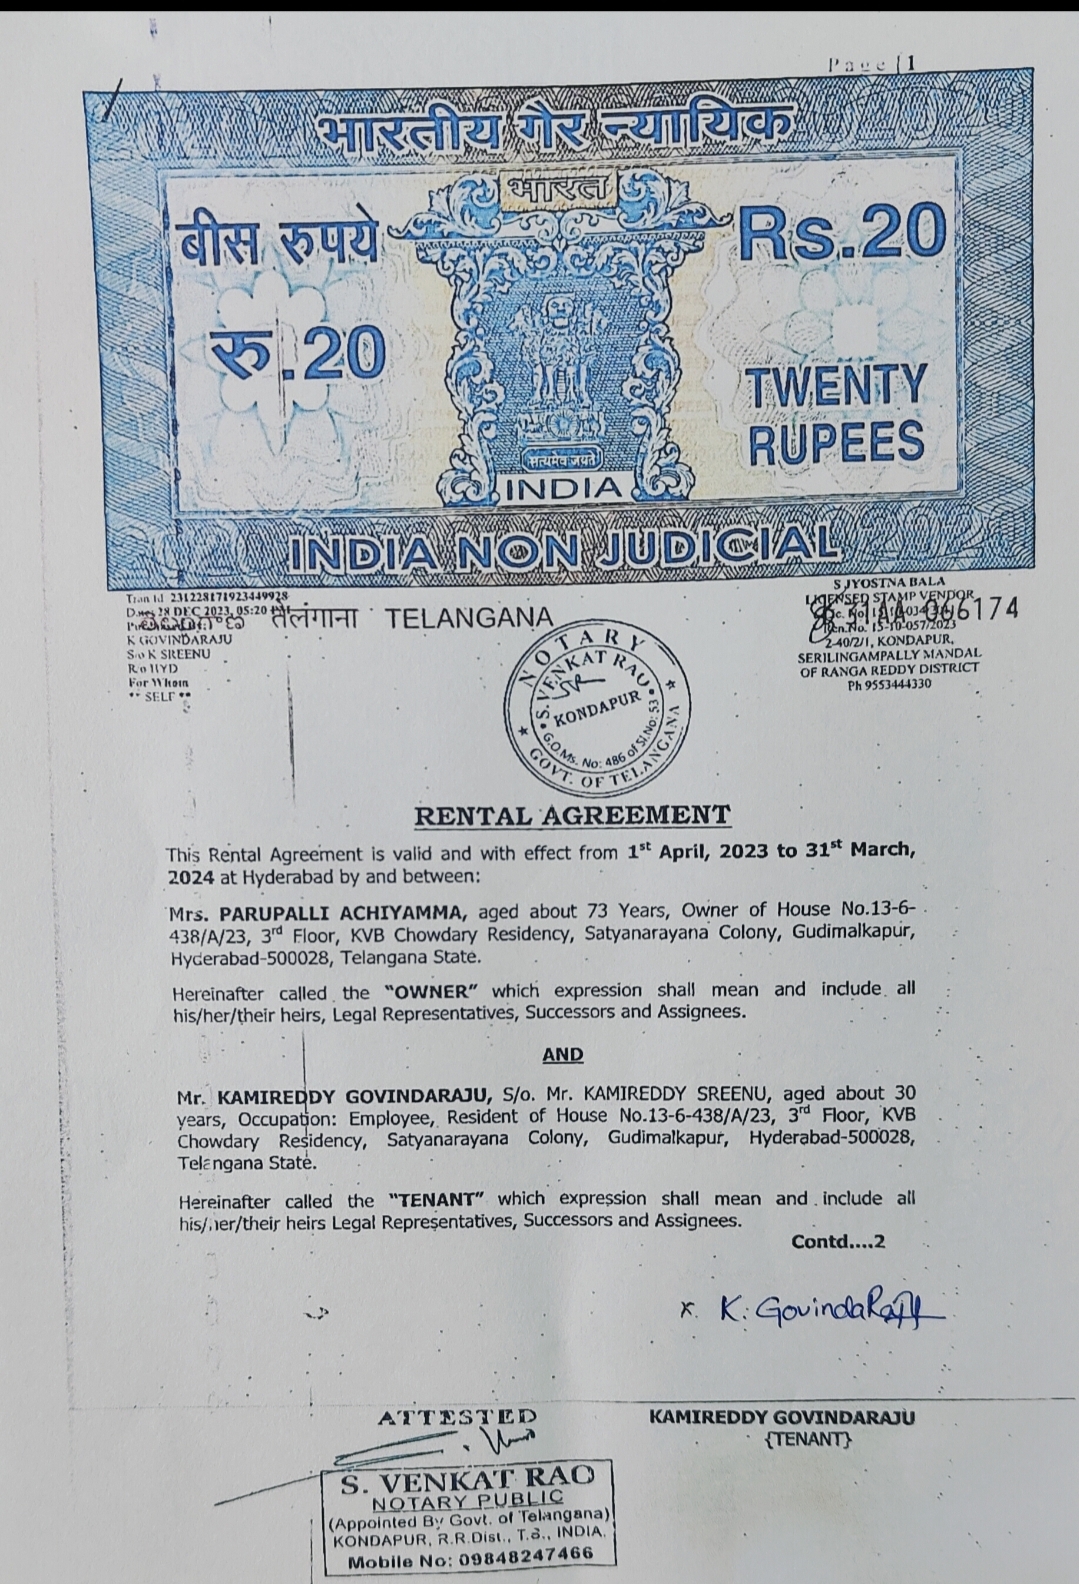 Page |1
भारतीय गैर न्यायिक
भारत
बीस रुपये
Rs.20
रु.20
TWENTY
RUPEES
सत्यमेव जयते
INDIA
INDIA NON JUDICIAL
Tran Id 231228171923449928
Date 28 DEC 2023, 05:20 PM
K GOVINDARAJU
S/o K SREENU
R/o HYD
For Whom
** SELF **
తెలంగాణ तेलंगाना TELANGANA
S JYOSTNA BALA
LICENSED STAMP VENDOR
066174
Ren.No. 15-10-057/2023
2-40/2/1, KONDAPUR,
SERILINGAMPALLY MANDAL
OF RANGA REDDY DISTRICT
Ph 9553444330
NOTARY
S. VENKAT RAO
KONDAPUR
G.O.Ms. No: 486 of Sl.No: 53
GOVT. OF TELANGANA
RENTAL AGREEMENT
This Rental Agreement is valid and with effect from 1st April, 2023 to 31st March,
2024 at Hyderabad by and between:
Mrs. PARUPALLI ACHIYAMMA, aged about 73 Years, Owner of House No.13-6-
438/A/23, 3rd Floor, KVB Chowdary Residency, Satyanarayana Colony, Gudimalkapur,
Hyderabad-500028, Telangana State.
Hereinafter called the "OWNER" which expression shall mean and include all
his/her/their heirs, Legal Representatives, Successors and Assignees.
AND
Mr. KAMIREDDY GOVINDARAJU, S/o. Mr. KAMIREDDY SREENU, aged about 30
years, Occupation: Employee, Resident of House No.13-6-438/A/23, 3rd Floor, KVB
Chowdary Residency, Satyanarayana Colony, Gudimalkapur, Hyderabad-500028,
Telangana State.
Hereinafter called the "TENANT" which expression shall mean and include all
his/her/their heirs Legal Representatives, Successors and Assignees.
Contd....2
x. K. GovindaRaju
ATTESTED
KAMIREDDY GOVINDARAJU
{TENANT}
S. VENKAT RAO
NOTARY PUBLIC
(Appointed By Govt. of Telangana)
KONDAPUR, R.R.Dist., T.S., INDIA.
Mobile No: 09848247466